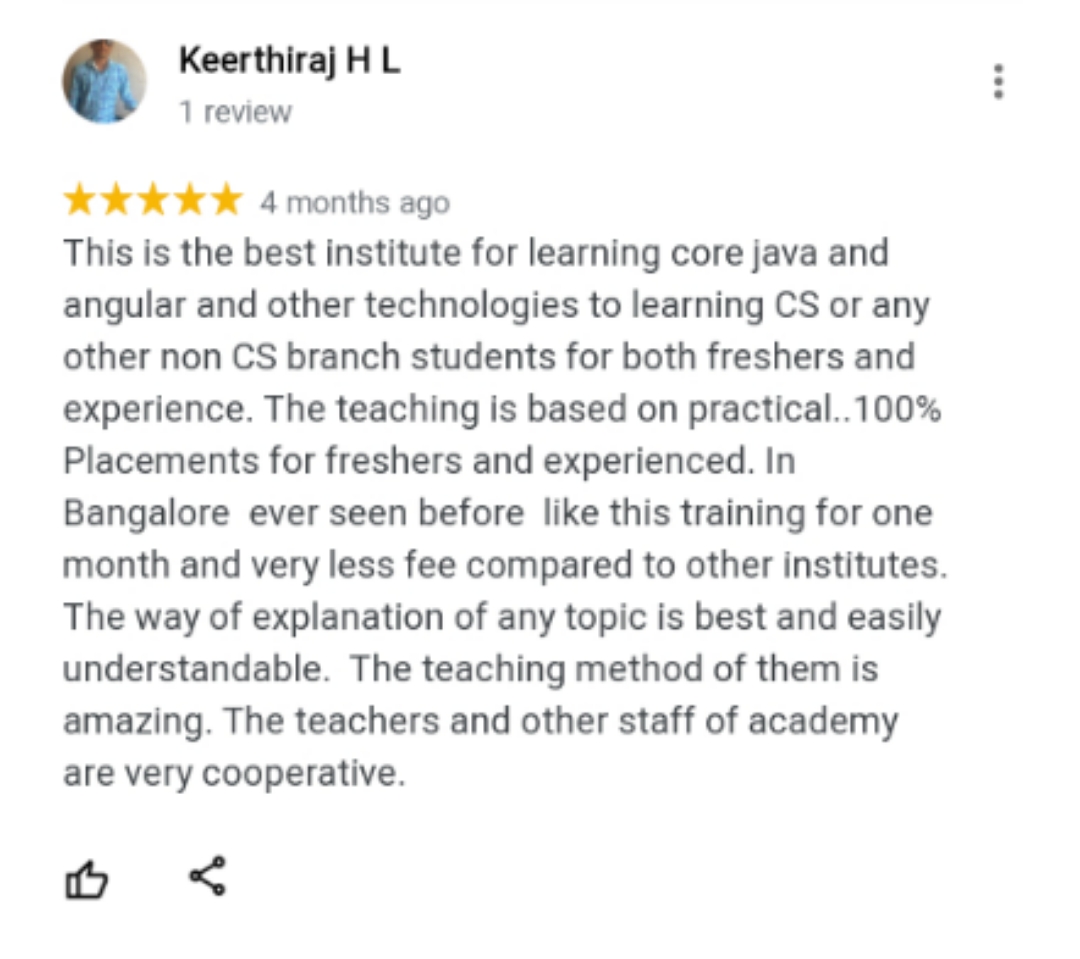 Keerthiraj H L
1 review
4 months ago
This is the best institute for learning core java and
angular and other technologies to learning CS or any
other non CS branch students for both freshers and
experience. The teaching is based on practical..100%
Placements for freshers and experienced. In
Bangalore  ever seen before  like this training for one
month and very less fee compared to other institutes.
The way of explanation of any topic is best and easily
understandable.  The teaching method of them is
amazing. The teachers and other staff of academy
are very cooperative.